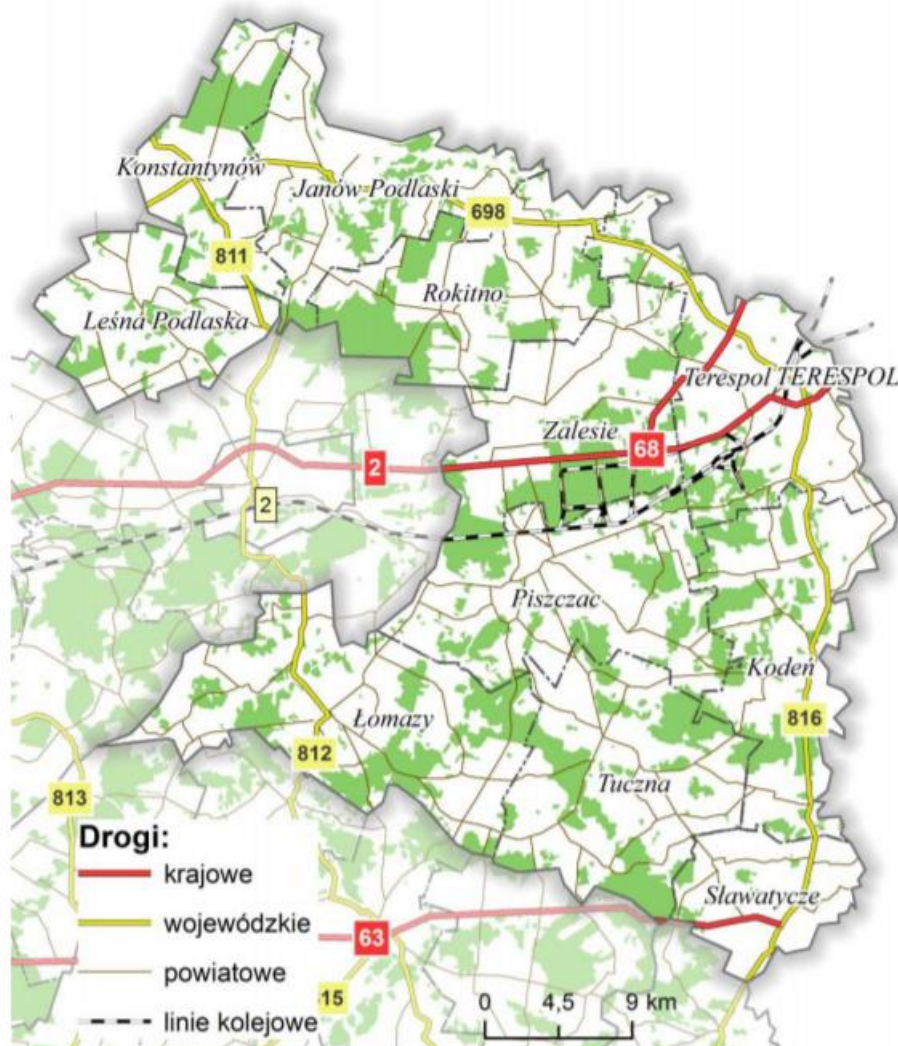 Konstantynów
Janów Podlaski
698
811
Rokitno
Leśna Podlaska
Terespol TERESPOL
Zalesie
68
2
2
Piszczac
Kodeń
Łomazy
816
812
Tuczna
813
Drogi:
krajowe
Sławatycze
wojewódzkie
63
powiatowe
15
0 4,5 9 km
linie kolejowe